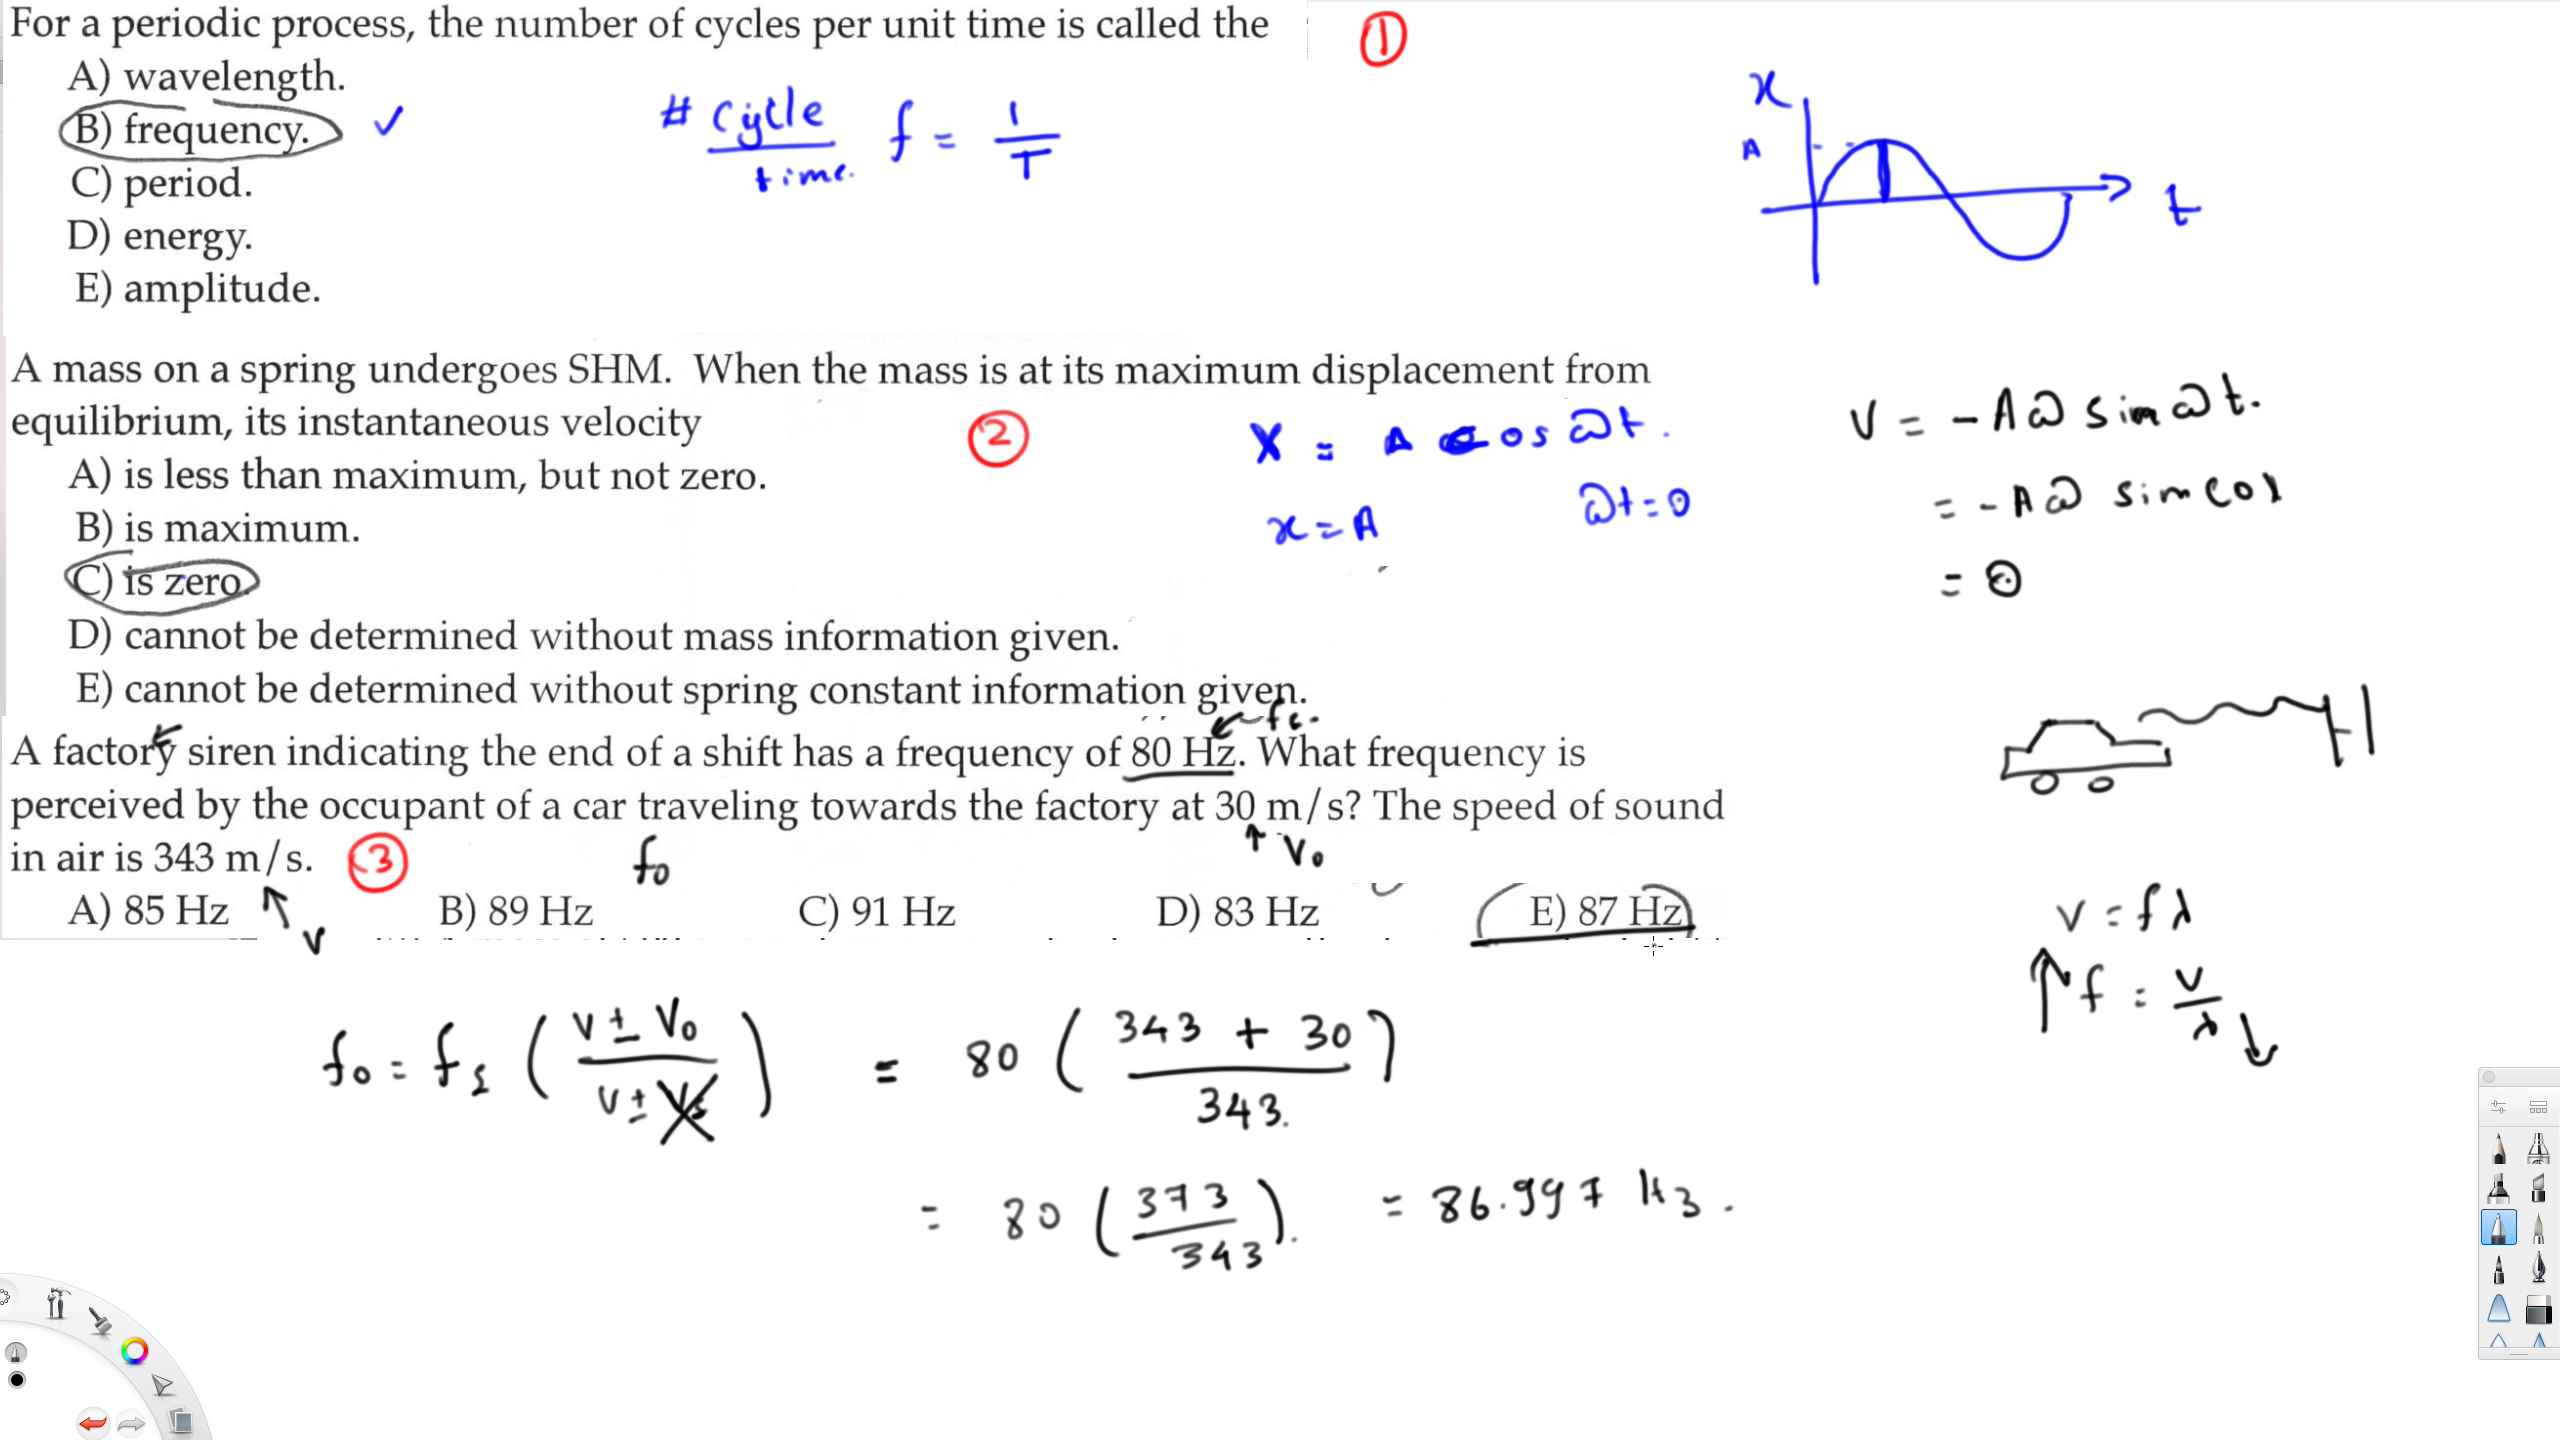 For a periodic process, the number of cycles per unit time is called the
①
A) wavelength.
B) frequency. ✓
C) period.
D) energy.
E) amplitude.
# cycle / time.
f = 1/T
x
A
t
A mass on a spring undergoes SHM. When the mass is at its maximum displacement from
equilibrium, its instantaneous velocity
②
A) is less than maximum, but not zero.
B) is maximum.
C) is zero.
D) cannot be determined without mass information given.
E) cannot be determined without spring constant information given.
X = A cos ωt.
x = A
ωt = 0
V = -Aω sin ωt.
= -Aω sin(0)
= 0
A factory siren indicating the end of a shift has a frequency of 80 Hz. What frequency is
perceived by the occupant of a car traveling towards the factory at 30 m/s? The speed of sound
in air is 343 m/s. ③
f₀
V₀
A) 85 Hz B) 89 Hz C) 91 Hz D) 83 Hz E) 87 Hz
v
v = fλ
↑ f = v/λ ↓
f₀ = fs ( v ± v₀ / v ± vs ) = 80 ( 343 + 30 / 343. )
= 80 ( 373 / 343 ). = 86.997 Hz.